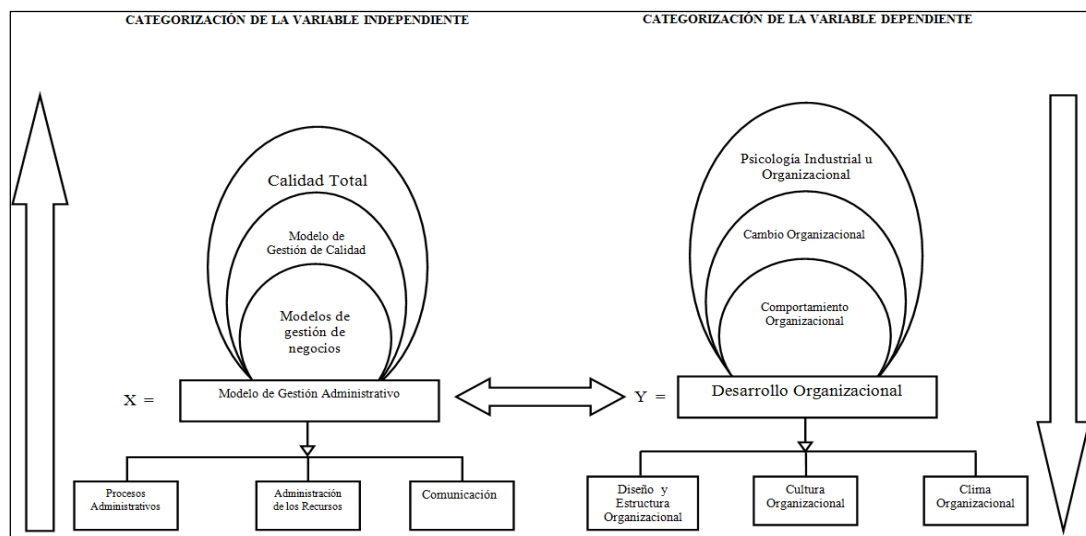 CATEGORIZACIÓN DE LA VARIABLE INDEPENDIENTE
Calidad Total
Modelo de
Gestión de Calidad
Modelos de
gestión de
negocios
X =
Modelo de Gestión Administrativo
Procesos
Administrativos
Administración
de los Recursos
Comunicación
CATEGORIZACIÓN DE LA VARIABLE DEPENDIENTE
Psicología Industrial u
Organizacional
Cambio Organizacional
Comportamiento
Organizacional
Y =
Desarrollo Organizacional
Diseño y
Estructura
Organizacional
Cultura
Organizacional
Clima
Organizacional